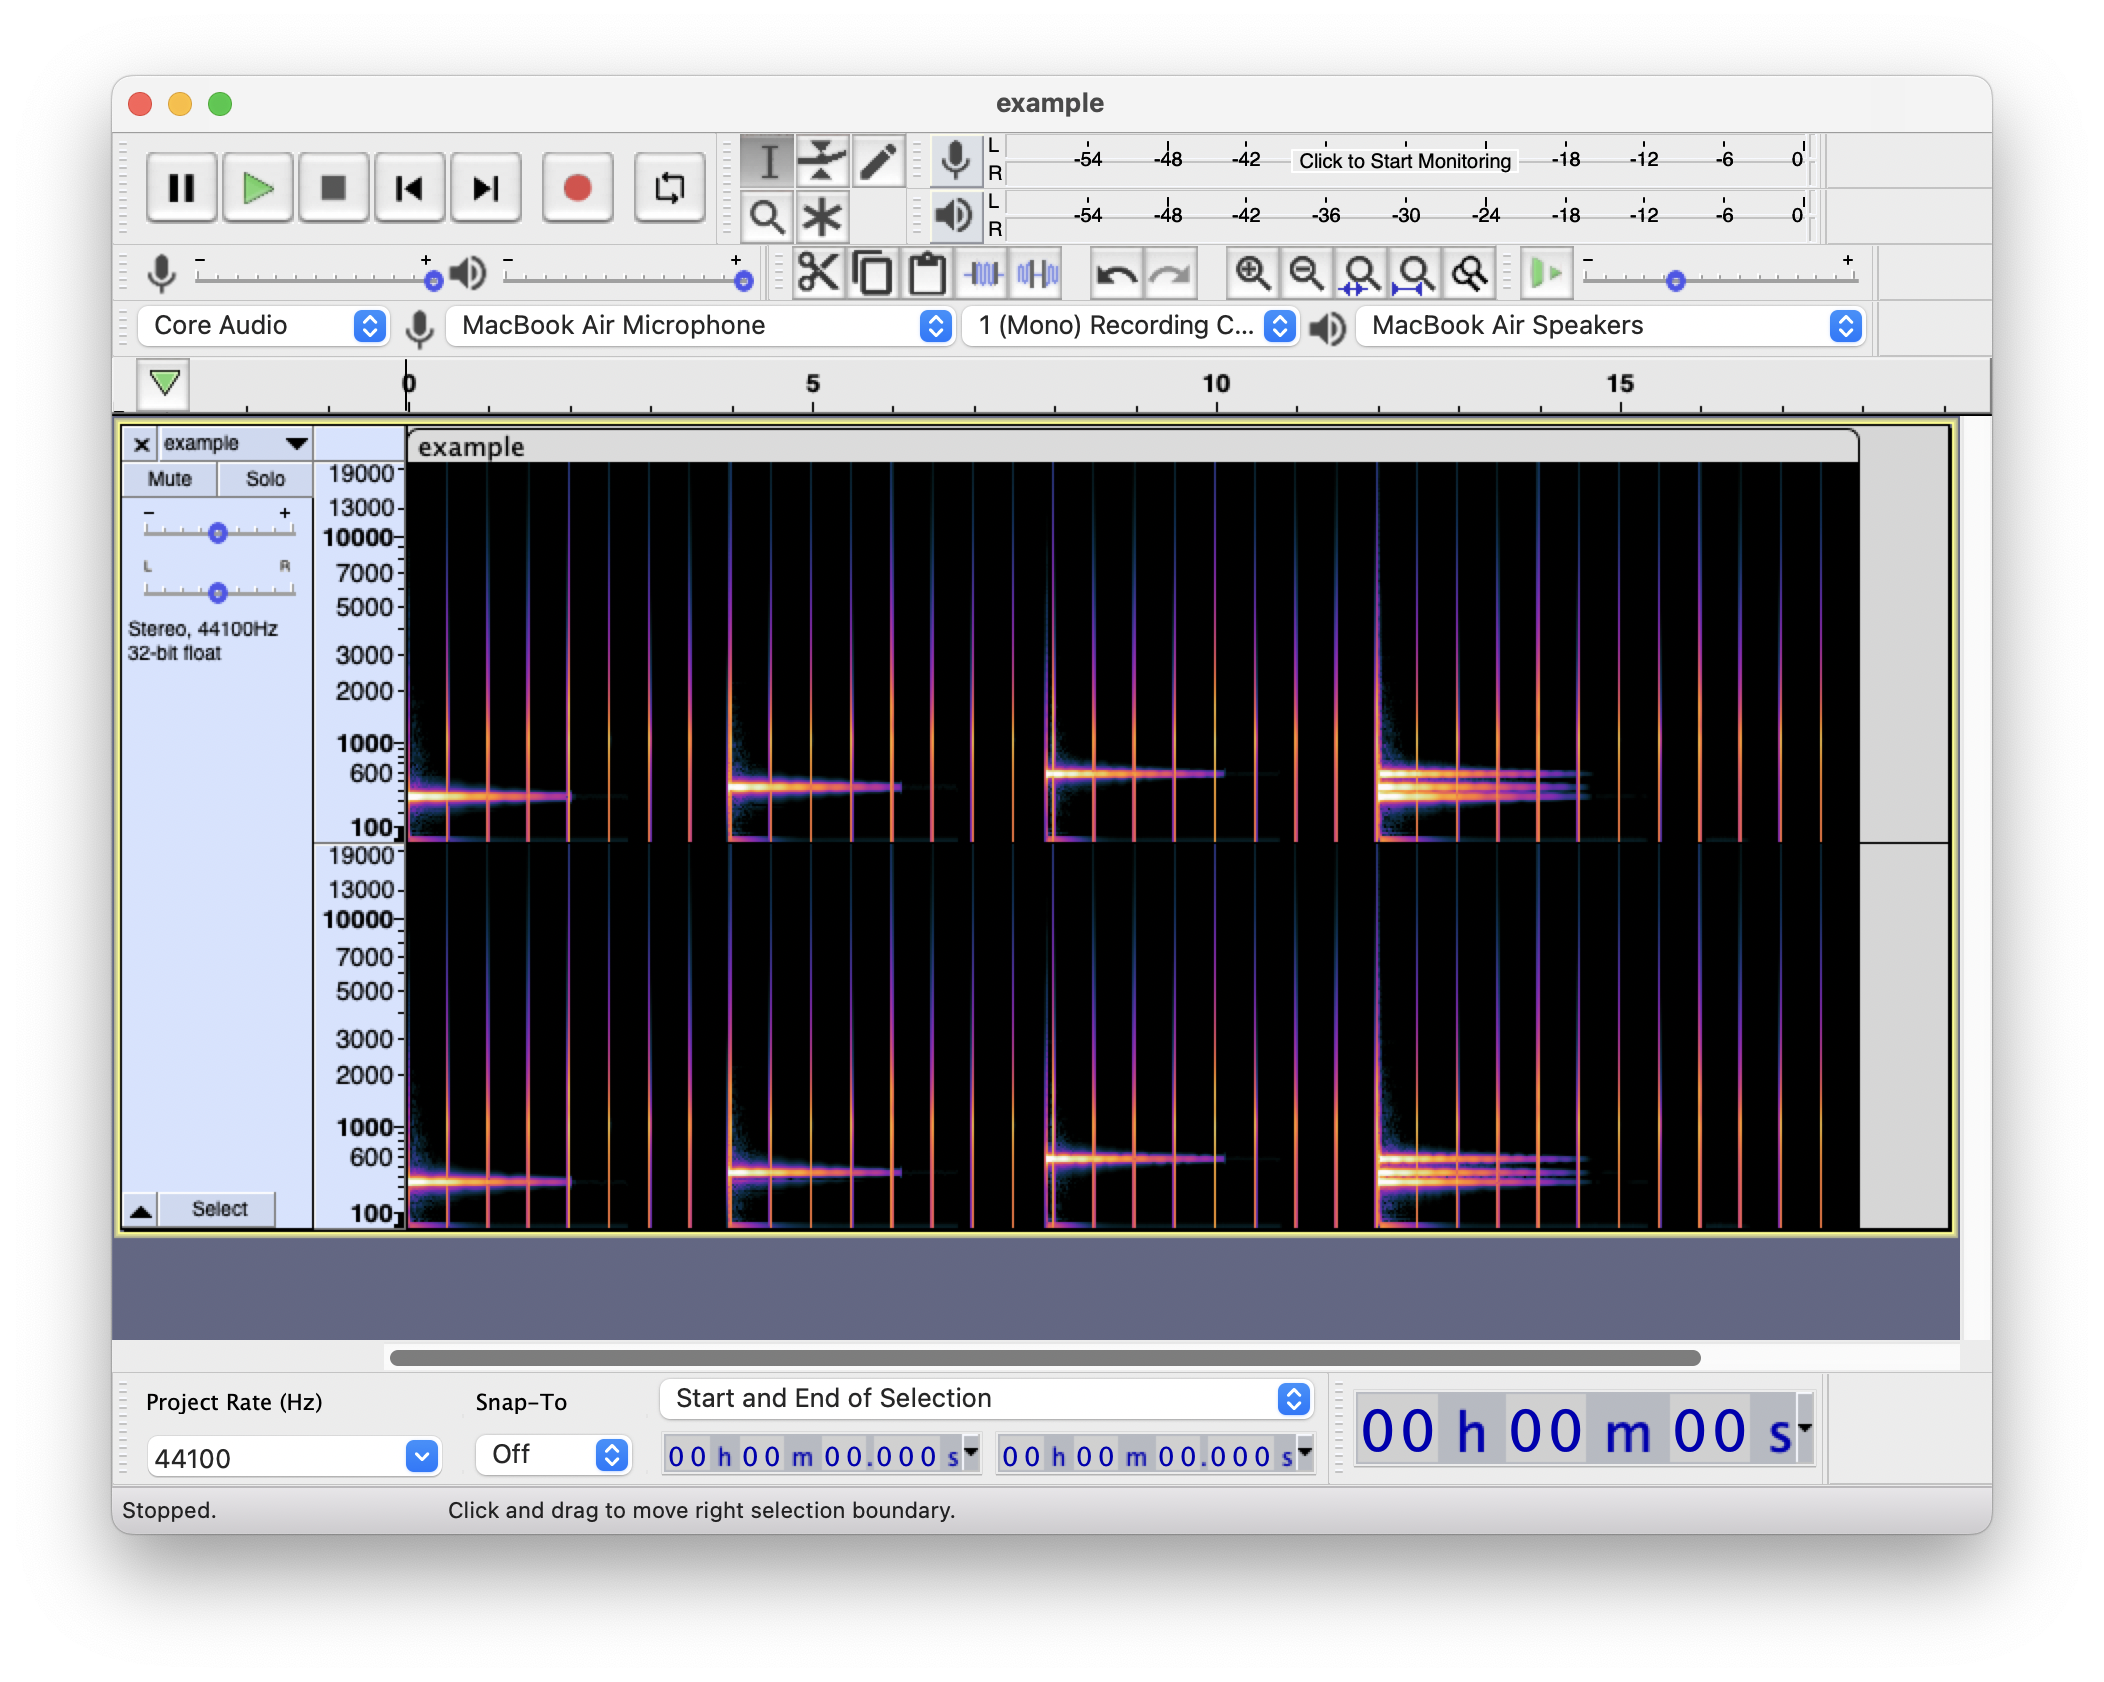 example
L
R
-54 -48 -42 Click to Start Monitoring -18 -12 -6 0
L
R
-54 -48 -42 -36 -30 -24 -18 -12 -6 0
- + - + - +
Core Audio MacBook Air Microphone 1 (Mono) Recording C... MacBook Air Speakers
0 5 10 15
x example
example
Mute Solo
- +
L R
Stereo, 44100Hz
32-bit float
19000
13000
10000
7000
5000
3000
2000
1000
600
100
19000
13000
10000
7000
5000
3000
2000
1000
600
100
Select
Project Rate (Hz) Snap-To Start and End of Selection
44100 Off 00 h 00 m 00.000 s 00 h 00 m 00.000 s 00 h 00 m 00 s
Stopped. Click and drag to move right selection boundary.